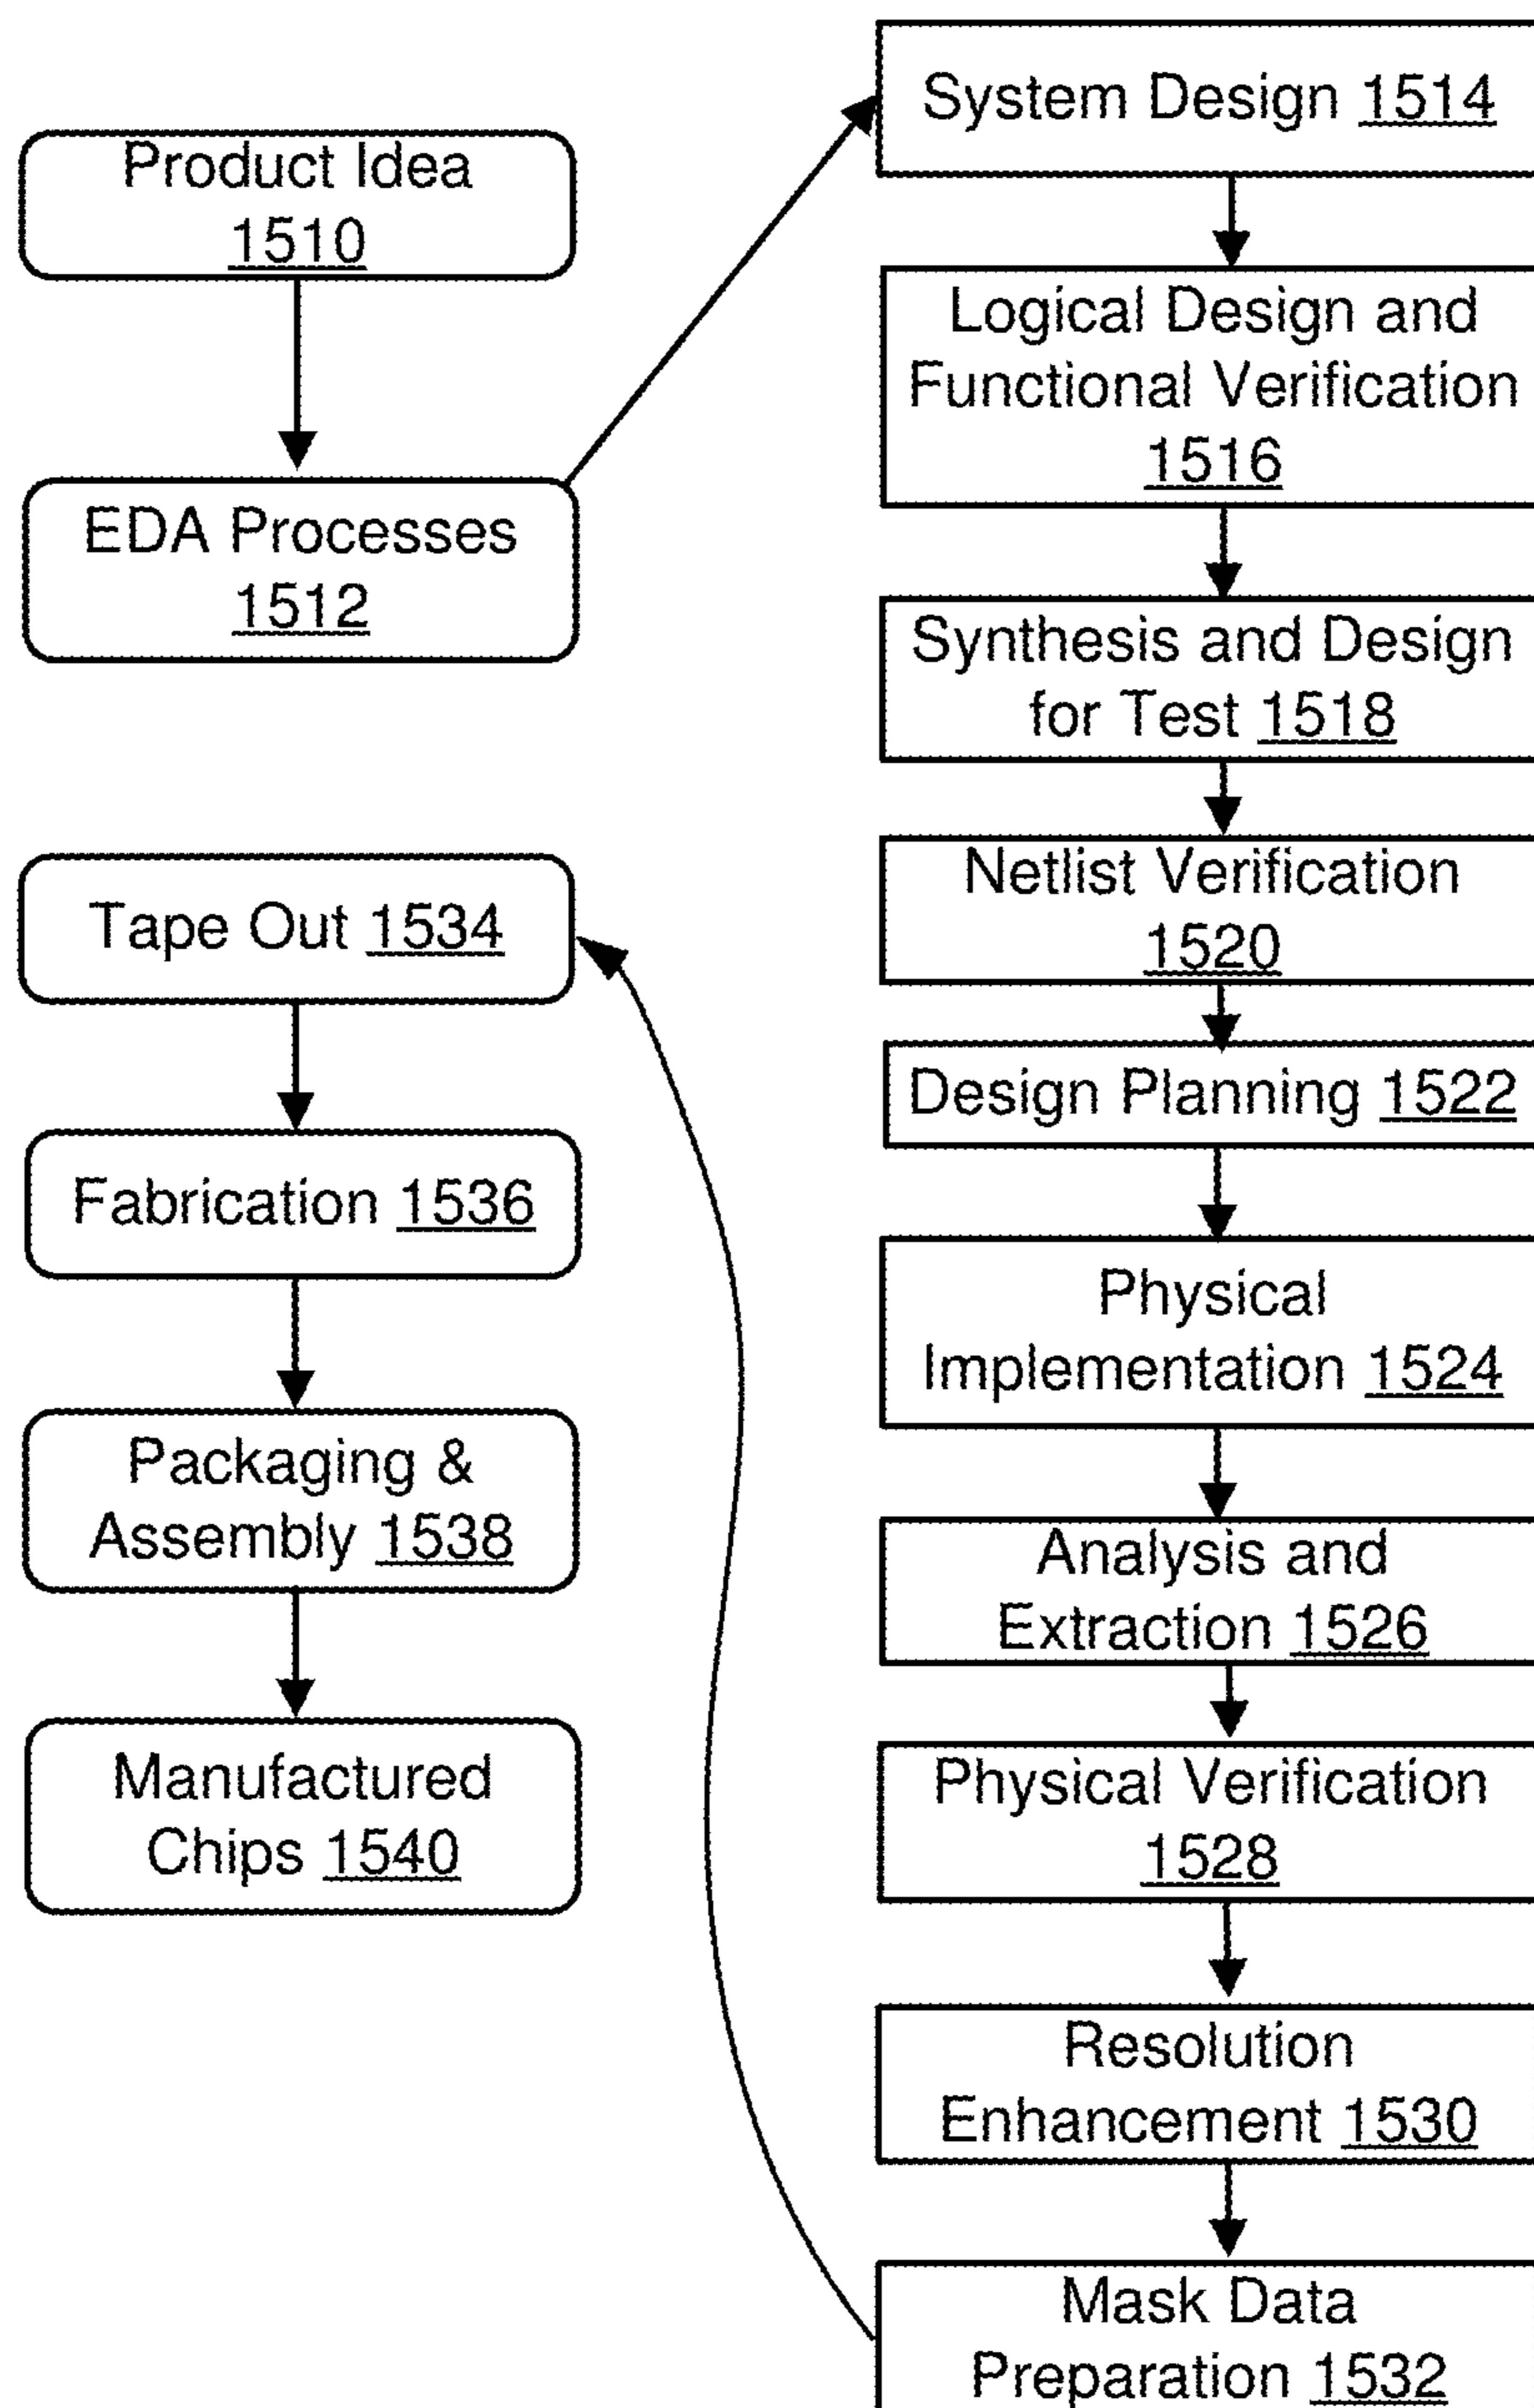 Product Idea
1510
EDA Processes
1512
System Design 1514
Logical Design and
Functional Verification
1516
Synthesis and Design
for Test 1518
Netlist Verification
1520
Design Planning 1522
Physical
Implementation 1524
Analysis and
Extraction 1526
Physical Verification
1528
Resolution
Enhancement 1530
Mask Data
Preparation 1532
Tape Out 1534
Fabrication 1536
Packaging &
Assembly 1538
Manufactured
Chips 1540